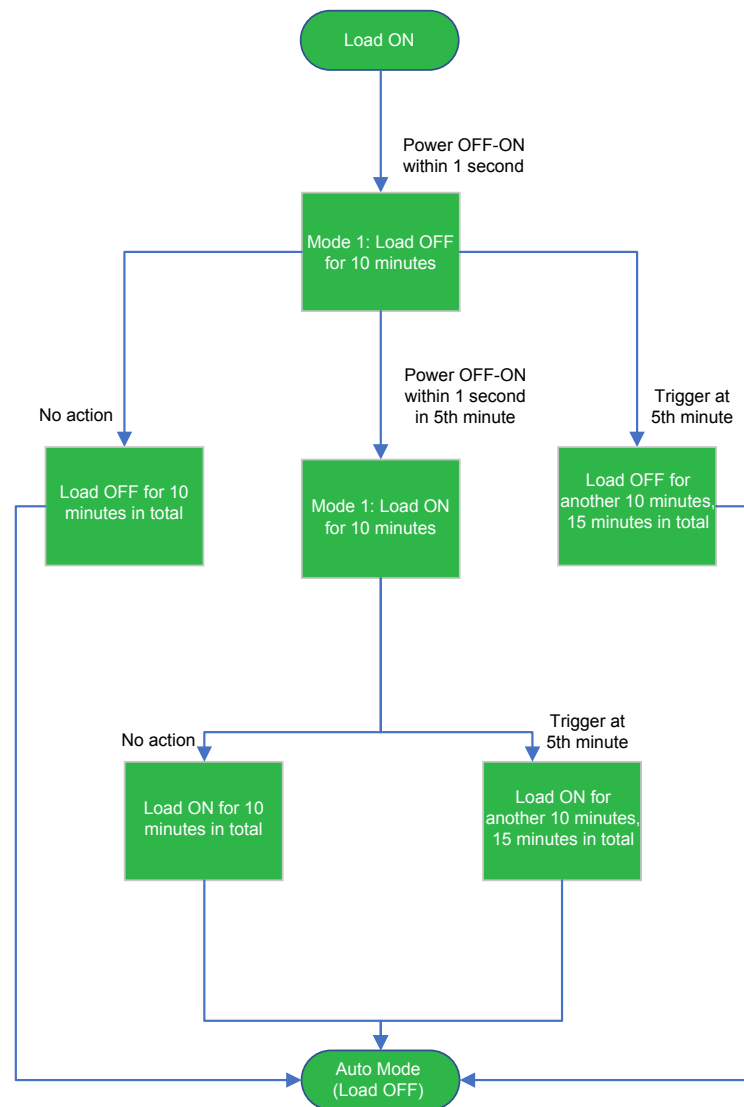 Load ON
Power OFF-ON
within 1 second
Mode 1: Load OFF
for 10 minutes
No action
Power OFF-ON
within 1 second
in 5th minute
Trigger at
5th minute
Load OFF for 10
minutes in total
Mode 1: Load ON
for 10 minutes
Load OFF for
another 10 minutes,
15 minutes in total
No action
Trigger at
5th minute
Load ON for 10
minutes in total
Load ON for
another 10 minutes,
15 minutes in total
Auto Mode
(Load OFF)